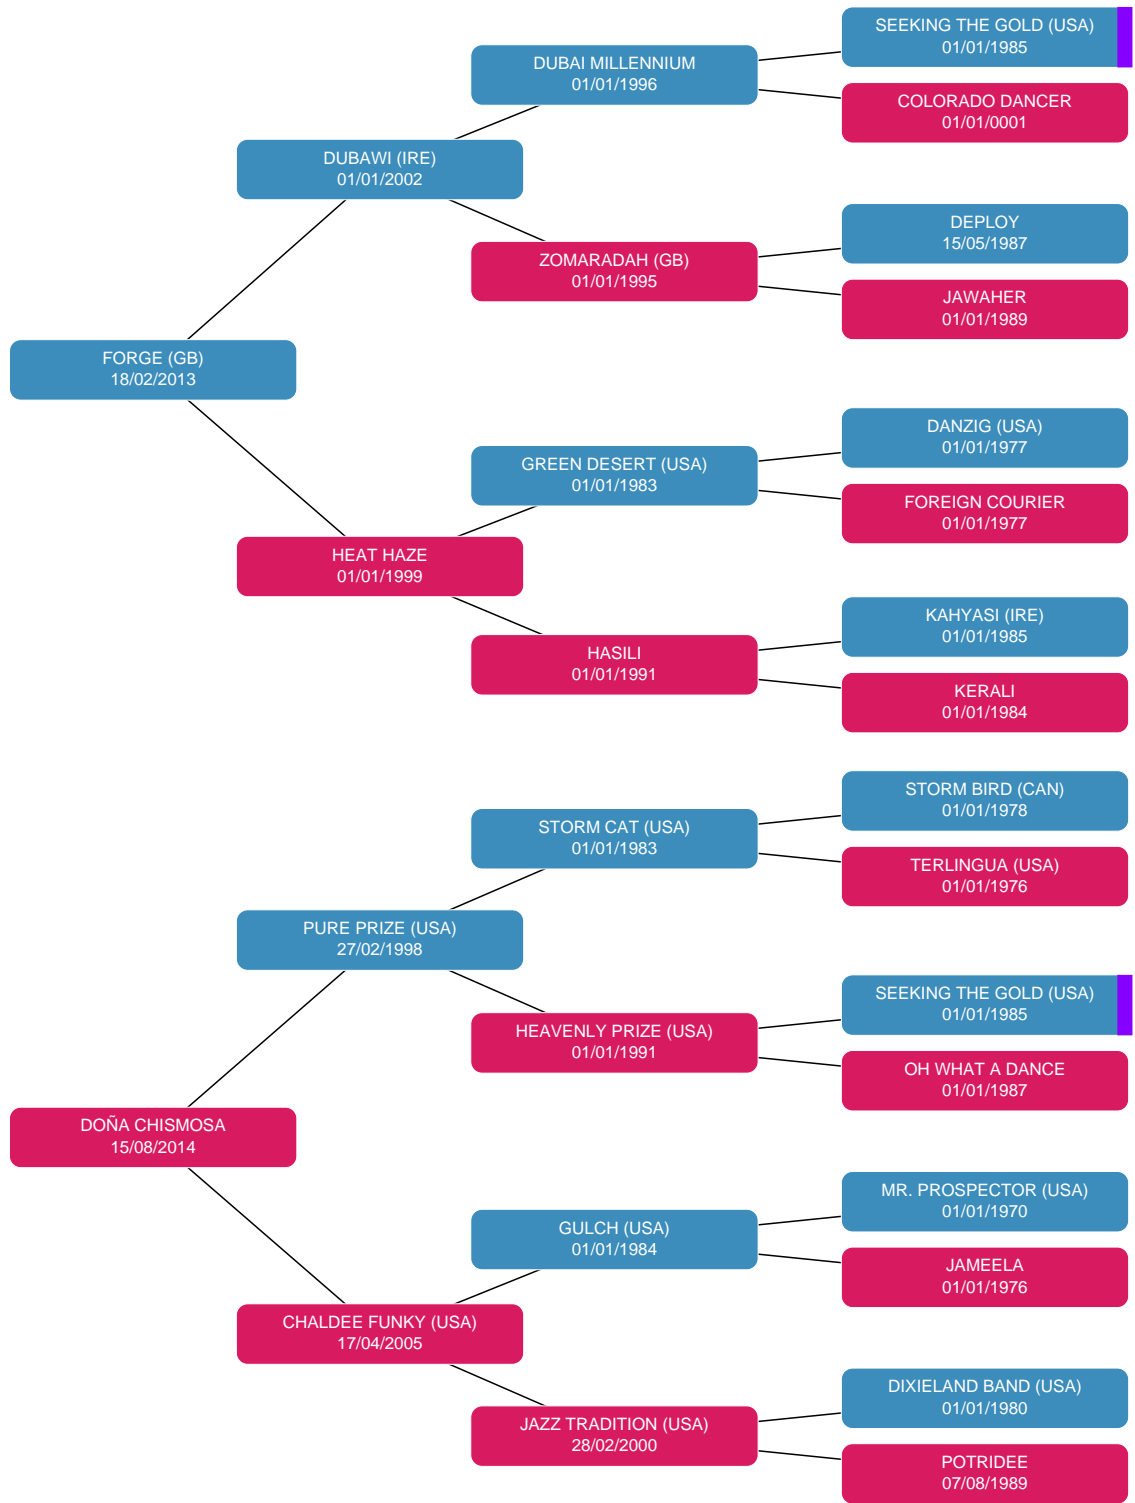 SEEKING THE GOLD (USA)
01/01/1985
DUBAI MILLENNIUM
01/01/1996
COLORADO DANCER
01/01/0001
DUBAWI (IRE)
01/01/2002
DEPLOY
15/05/1987
ZOMARADAH (GB)
01/01/1995
JAWAHER
01/01/1989
FORGE (GB)
18/02/2013
DANZIG (USA)
01/01/1977
GREEN DESERT (USA)
01/01/1983
FOREIGN COURIER
01/01/1977
HEAT HAZE
01/01/1999
KAHYASI (IRE)
01/01/1985
HASILI
01/01/1991
KERALI
01/01/1984
STORM BIRD (CAN)
01/01/1978
STORM CAT (USA)
01/01/1983
TERLINGUA (USA)
01/01/1976
PURE PRIZE (USA)
27/02/1998
SEEKING THE GOLD (USA)
01/01/1985
HEAVENLY PRIZE (USA)
01/01/1991
OH WHAT A DANCE
01/01/1987
DOÑA CHISMOSA
15/08/2014
MR. PROSPECTOR (USA)
01/01/1970
GULCH (USA)
01/01/1984
JAMEELA
01/01/1976
CHALDEE FUNKY (USA)
17/04/2005
DIXIELAND BAND (USA)
01/01/1980
JAZZ TRADITION (USA)
28/02/2000
POTRIDEE
07/08/1989